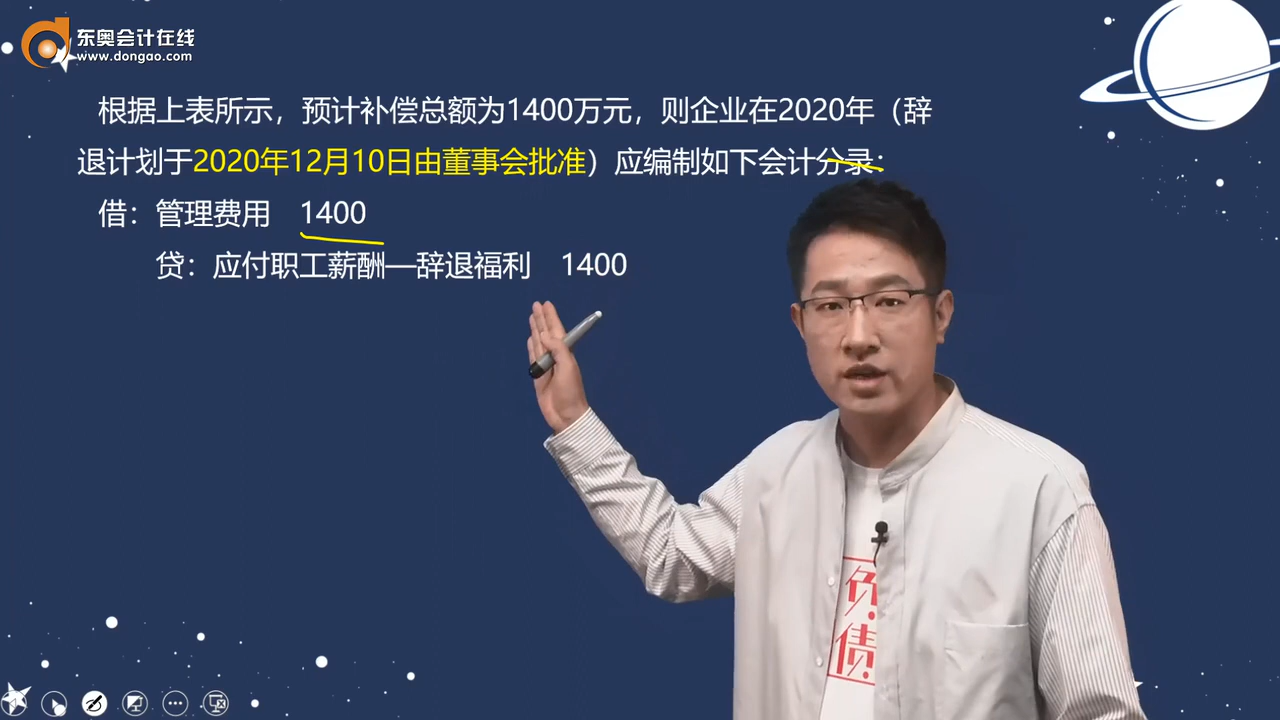 东奥会计在线
www.dongao.com
根据上表所示，预计补偿总额为1400万元，则企业在2020年（辞
退计划于2020年12月10日由董事会批准）应编制如下会计分录：
借：管理费用 1400
贷：应付职工薪酬—辞退福利 1400
负
债